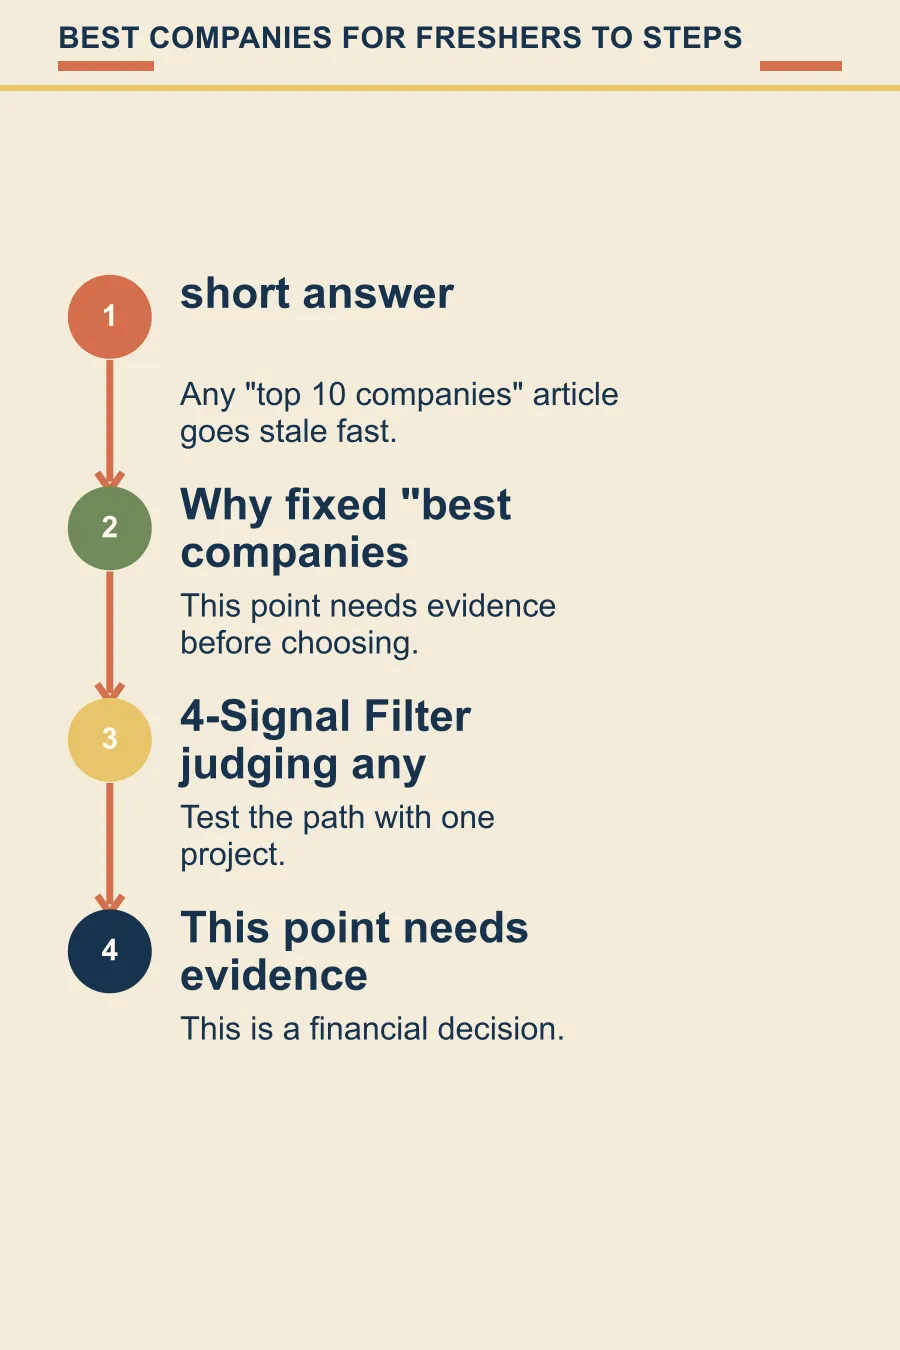 BEST COMPANIES FOR FRESHERS TO STEPS
1
short answer
Any "top 10 companies" article
goes stale fast.
2
Why fixed "best
companies
This point needs evidence
before choosing.
3
4-Signal Filter
judging any
Test the path with one
project.
4
This point needs
evidence
This is a financial decision.